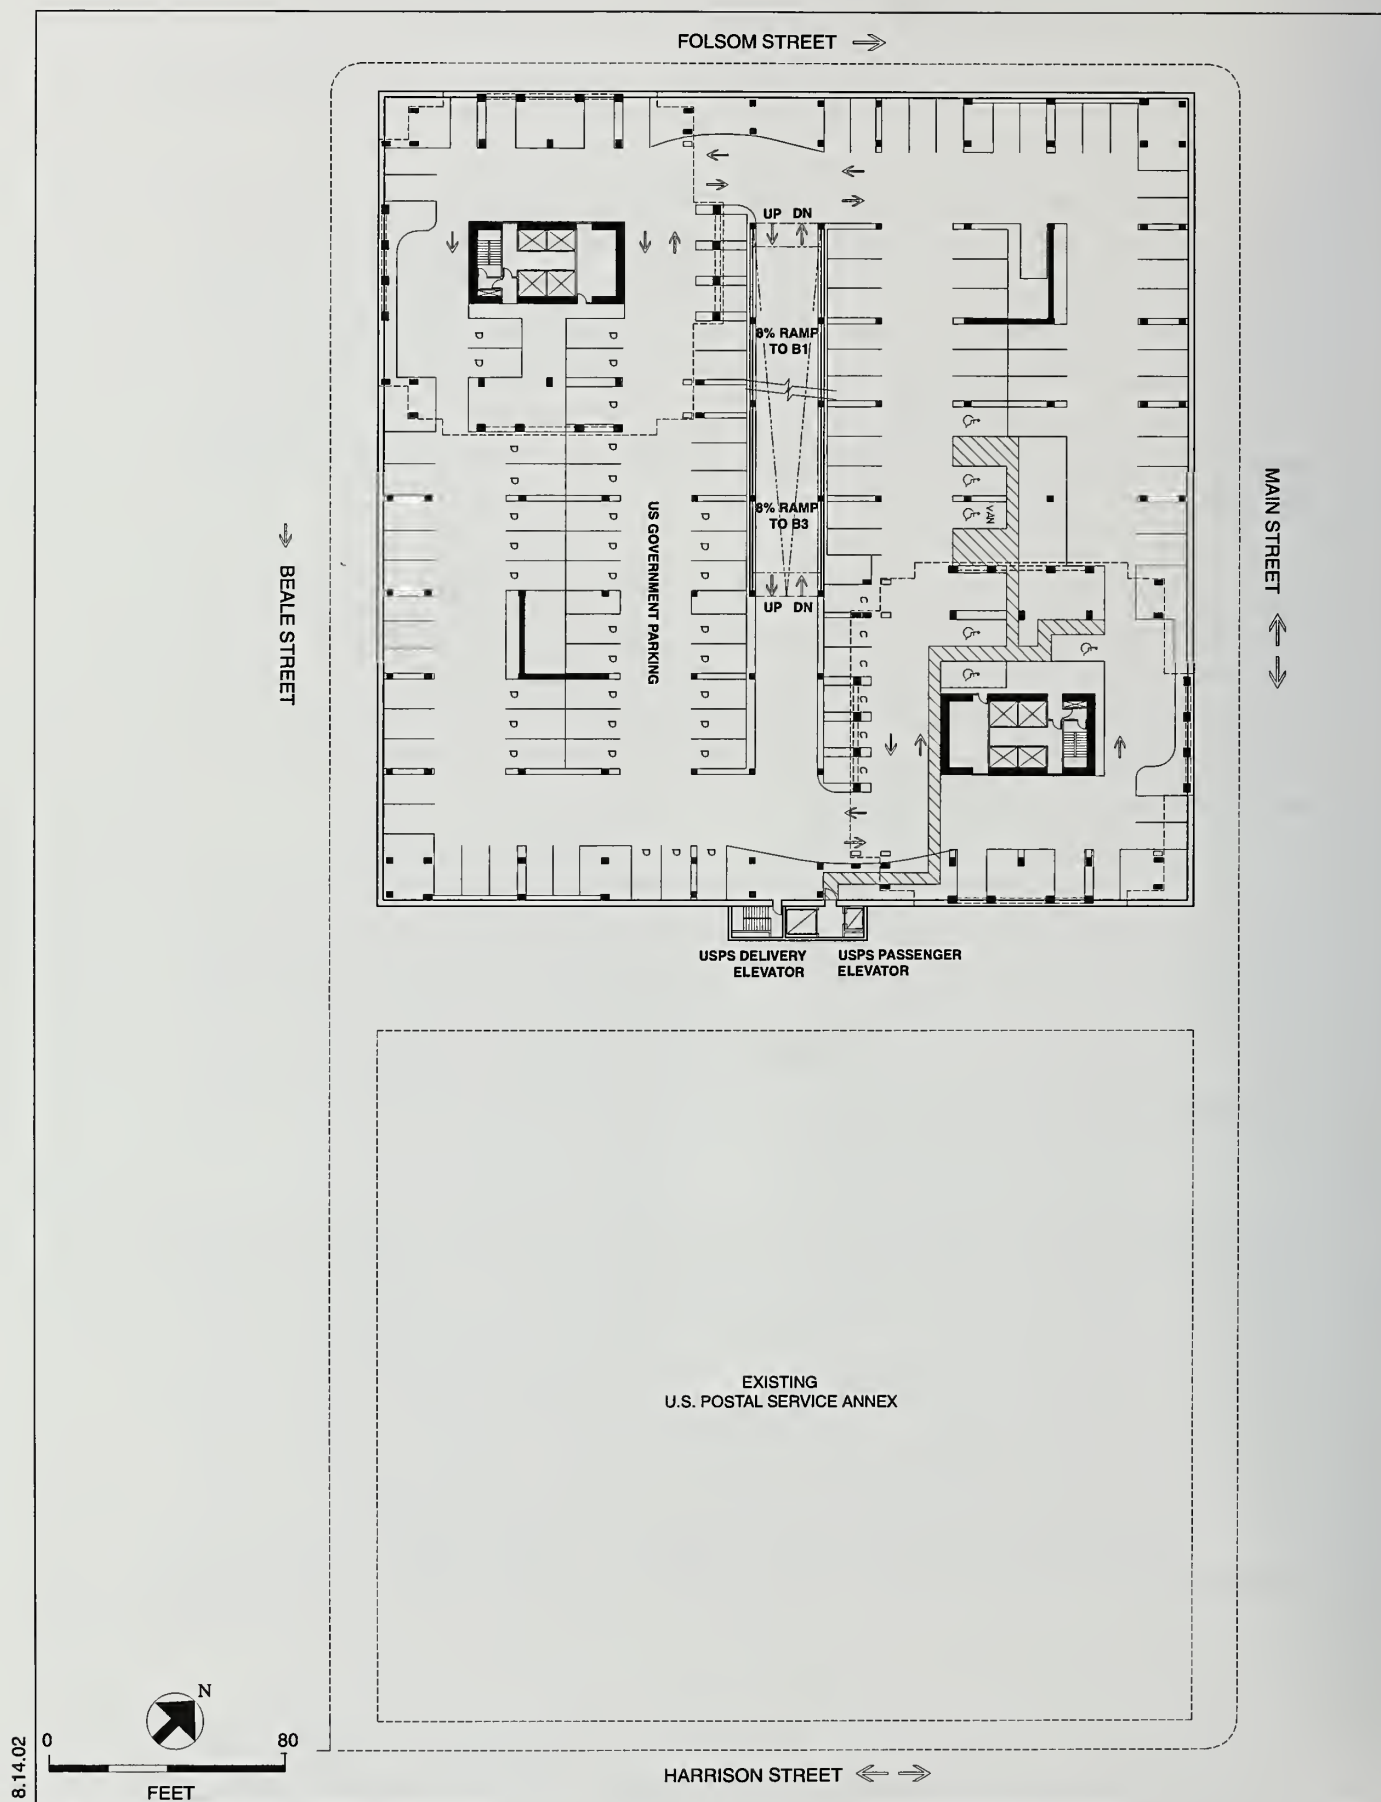 FOLSOM STREET
UP DN
8% RAMP
TO B1
MAIN STREET
VAN
8% RAMP
TO B3
US GOVERNMENT PARKING
BEALE STREET
UP DN
C
C
C
C
C
C
C
USPS DELIVERY
ELEVATOR
USPS PASSENGER
ELEVATOR
EXISTING
U.S. POSTAL SERVICE ANNEX
N
0 80
FEET
8.14.02
HARRISON STREET